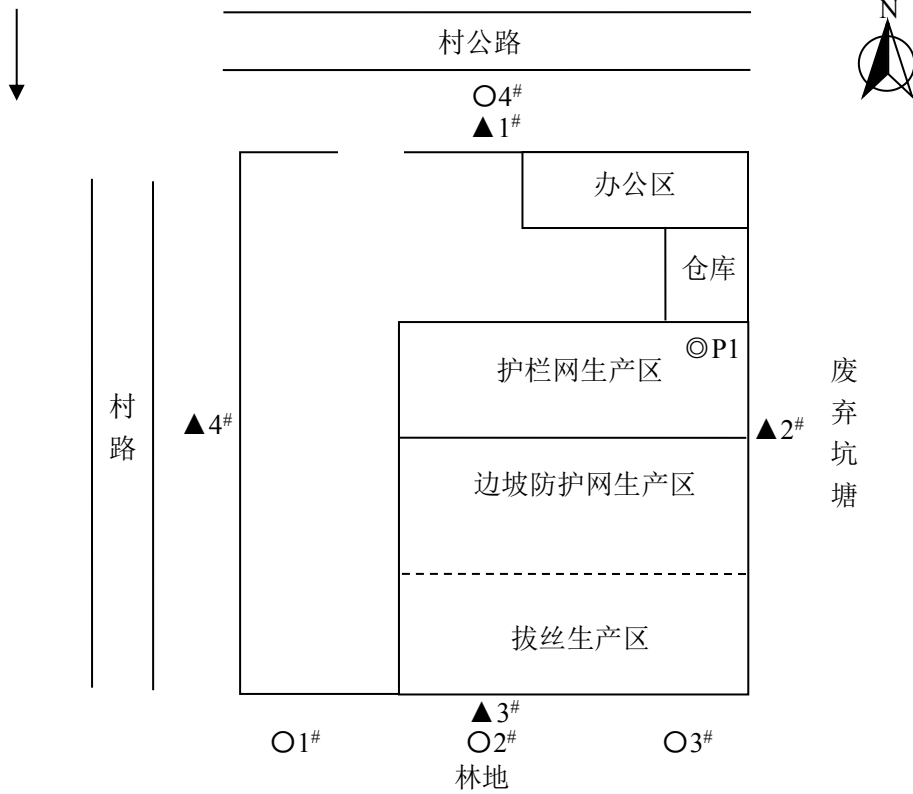 N
村公路
○4#
▲1#
办公区
仓库
◎P1
护栏网生产区
废弃坑塘
村路
▲4#
▲2#
边坡防护网生产区
拔丝生产区
▲3#
○1#
○2#
○3#
林地